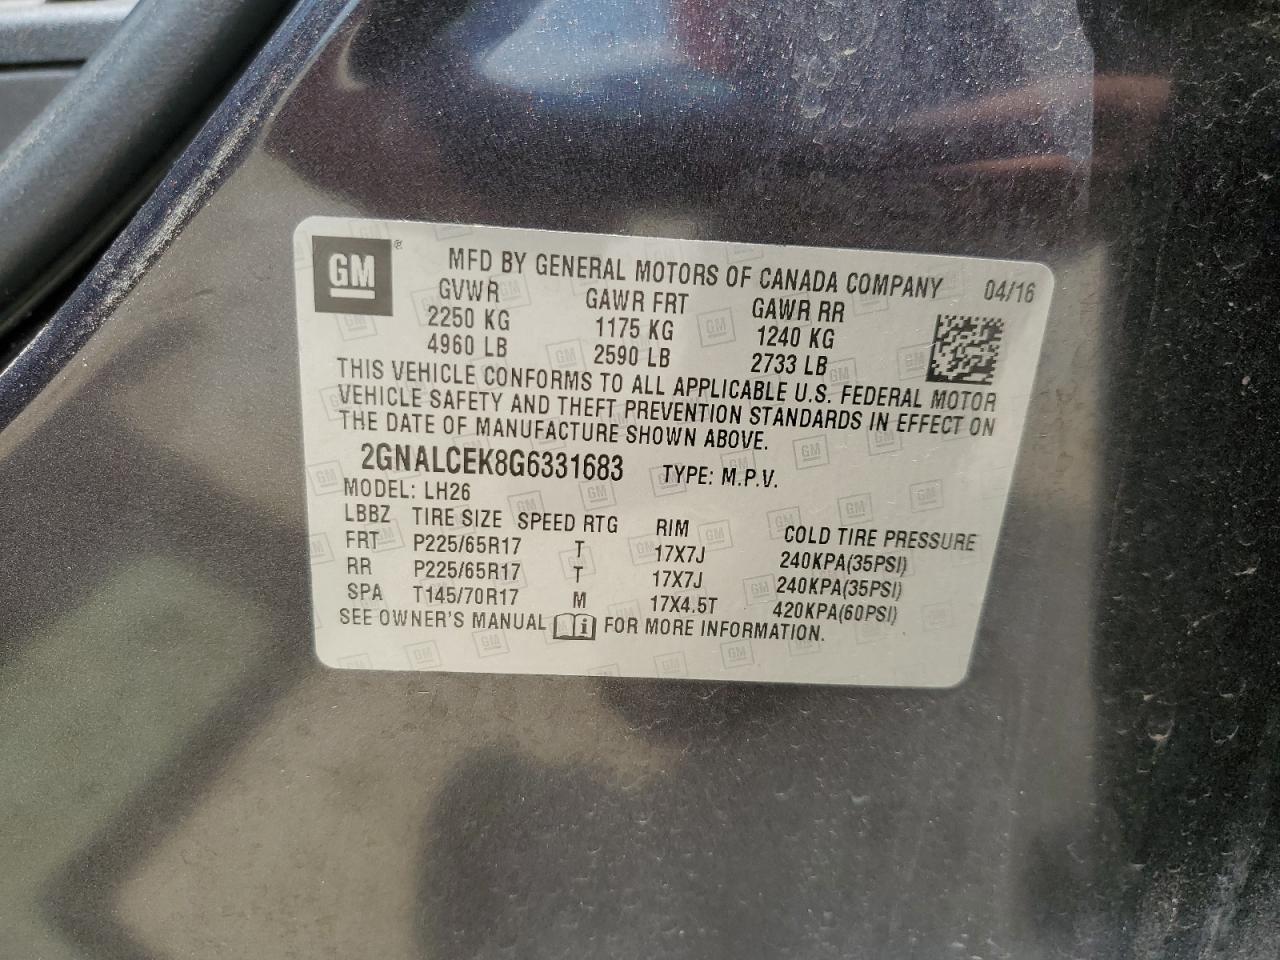 GM ® MFD BY GENERAL MOTORS OF CANADA COMPANY 04/16
GVWR GAWR FRT GAWR RR
2250 KG 1175 KG 1240 KG
4960 LB 2590 LB 2733 LB
THIS VEHICLE CONFORMS TO ALL APPLICABLE U.S. FEDERAL MOTOR
VEHICLE SAFETY AND THEFT PREVENTION STANDARDS IN EFFECT ON
THE DATE OF MANUFACTURE SHOWN ABOVE.
2GNALCEK8G6331683 TYPE: M.P.V.
MODEL: LH26
LBBZ TIRE SIZE SPEED RTG RIM COLD TIRE PRESSURE
FRT P225/65R17 T 17X7J 240KPA(35PSI)
RR P225/65R17 T 17X7J 240KPA(35PSI)
SPA T145/70R17 M 17X4.5T 420KPA(60PSI)
SEE OWNER'S MANUAL i FOR MORE INFORMATION.